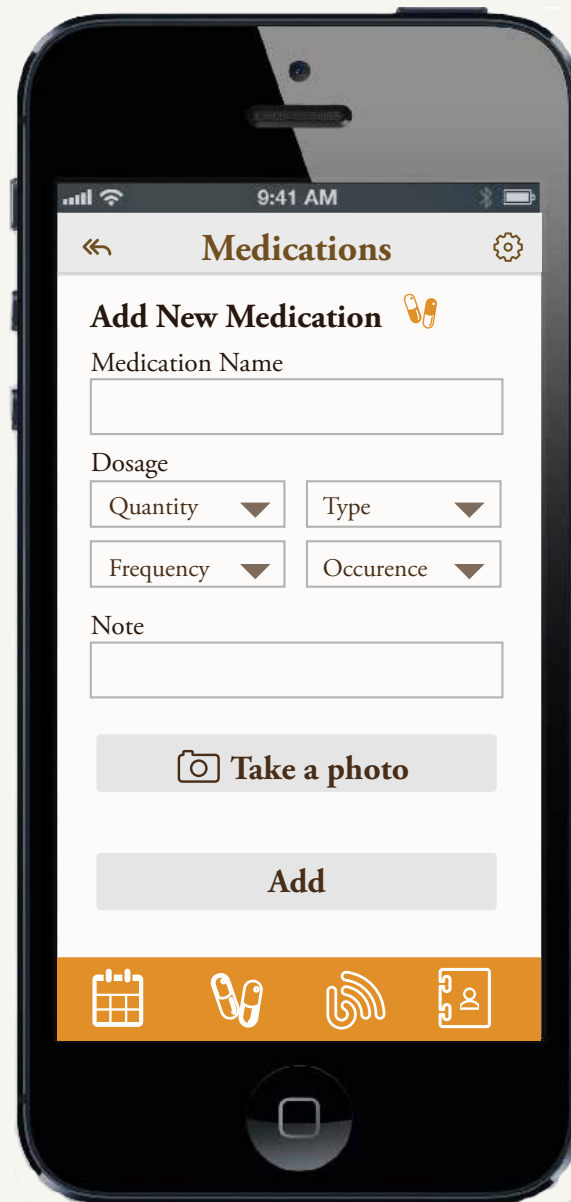 9:41 AM
Medications
Add New Medication
Medication Name
Dosage
Quantity
Type
Frequency
Occurence
Note
Take a photo
Add